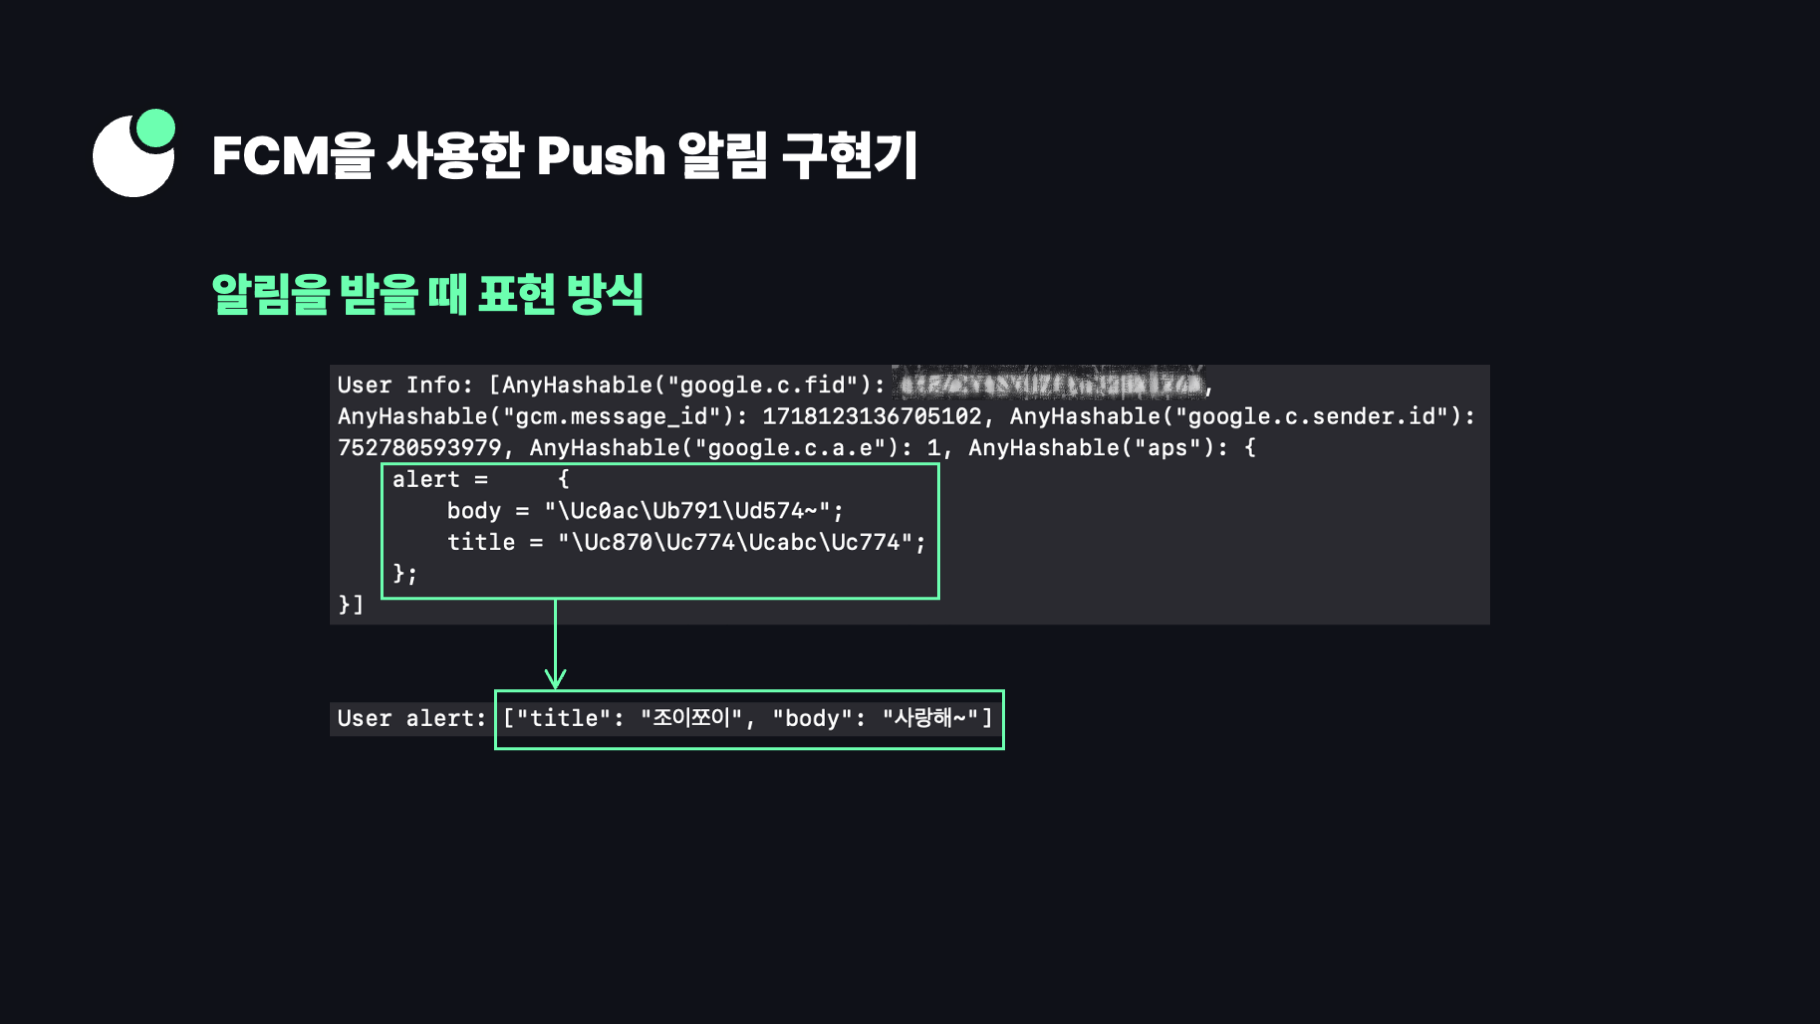 FCM을 사용한 Push 알림 구현기
알림을 받을 때 표현 방식
User Info: [AnyHashable("google.c.fid"): ,
AnyHashable("gcm.message_id"): 1718123136705102, AnyHashable("google.c.sender.id"):
752780593979, AnyHashable("google.c.a.e"): 1, AnyHashable("aps"): {
    alert =     {
        body = "\Uc0ac\Ub791\Ud574~";
        title = "\Uc870\Uc774\Ucabc\Uc774";
    };
}]
User alert: ["title": "조이쪼이", "body": "사랑해~"]